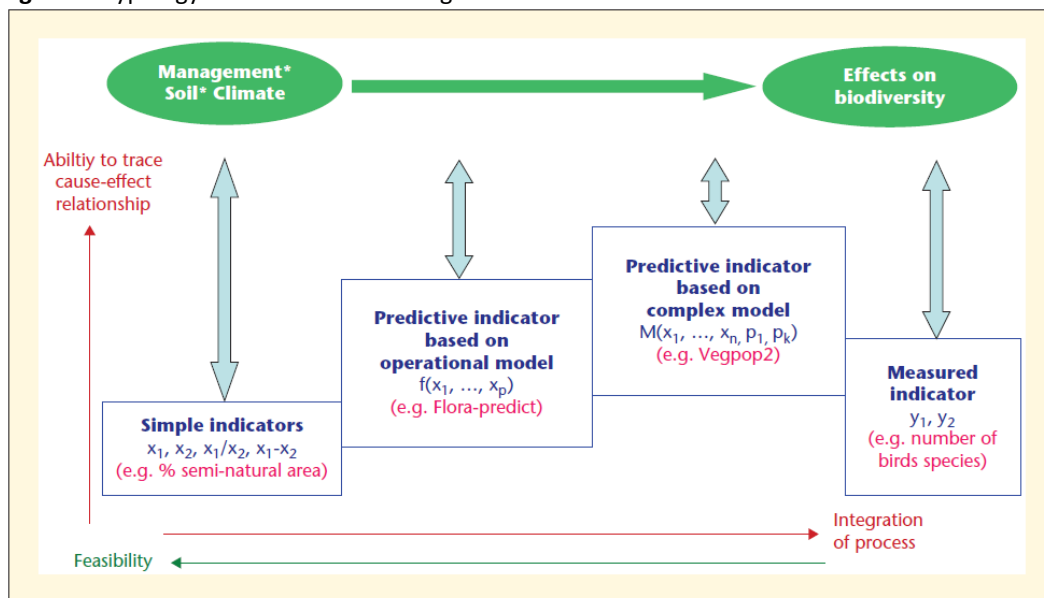 Management*
Soil* Climate
Effects on
biodiversity
Abiltiy to trace
cause-effect
relationship
Simple indicators
x1, x2, x1/x2, x1-x2
(e.g. % semi-natural area)
Predictive indicator
based on
operational model
f(x1, …, xp)
(e.g. Flora-predict)
Predictive indicator
based on
complex model
M(x1, …, xn, p1, pk)
(e.g. Vegpop2)
Measured
indicator
y1, y2
(e.g. number of
birds species)
Integration
of process
Feasibility